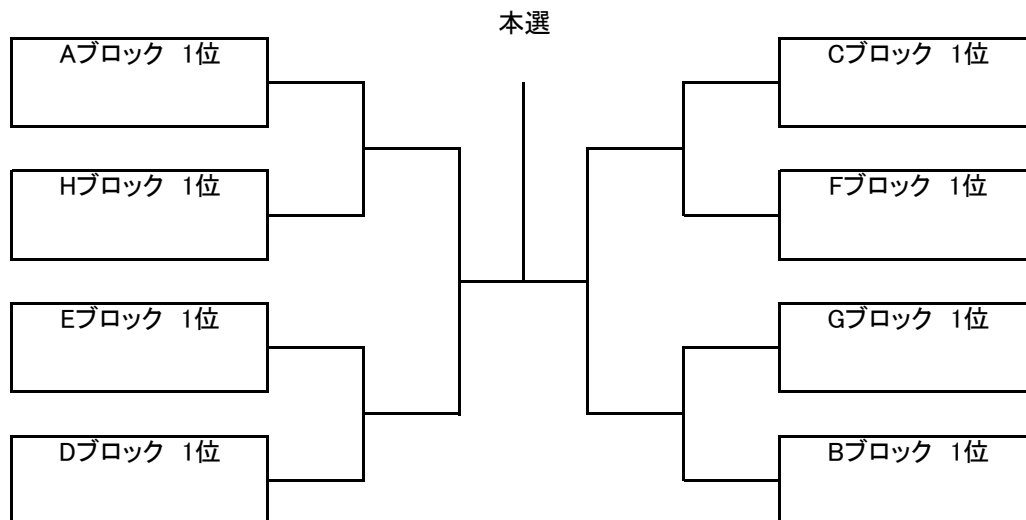 本選
Aブロック 1位
Cブロック 1位
Hブロック 1位
Fブロック 1位
Eブロック 1位
Gブロック 1位
Dブロック 1位
Bブロック 1位